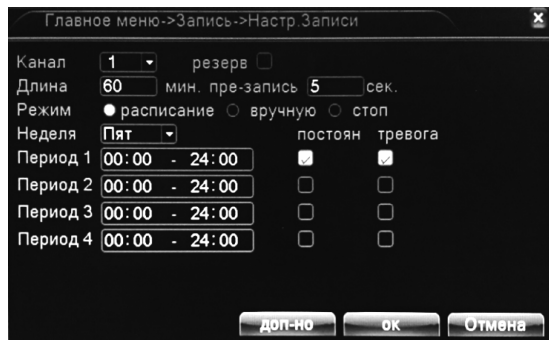 Главное меню->Запись->Настр.Записи x
Канал 1 резерв
Длина 60 мин. пре-запись 5 сек.
Режим расписание вручную стоп
Неделя Пят постоян тревога
Период 1 00:00 - 24:00
Период 2 00:00 - 24:00
Период 3 00:00 - 24:00
Период 4 00:00 - 24:00
доп-но ок Отмена